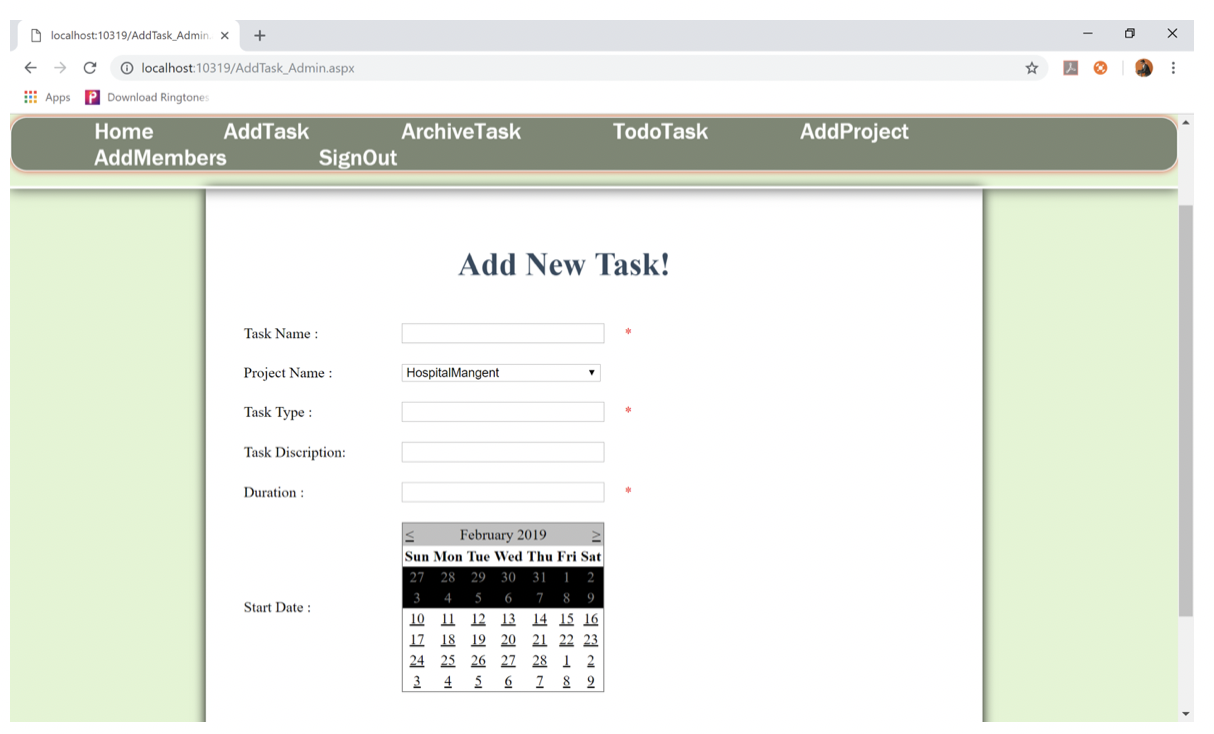 localhost:10319/AddTask_Admin.
localhost:10319/AddTask_Admin.aspx
Apps Download Ringtones
Home AddTask ArchiveTask TodoTask AddProject
AddMembers SignOut
Add New Task!
Task Name : *
Project Name : HospitalMangent
Task Type : *
Task Discription:
Duration : *
< February 2019 >
Sun Mon Tue Wed Thu Fri Sat
27 28 29 30 31 1 2
3 4 5 6 7 8 9
Start Date :
10 11 12 13 14 15 16
17 18 19 20 21 22 23
24 25 26 27 28 1 2
3 4 5 6 7 8 9